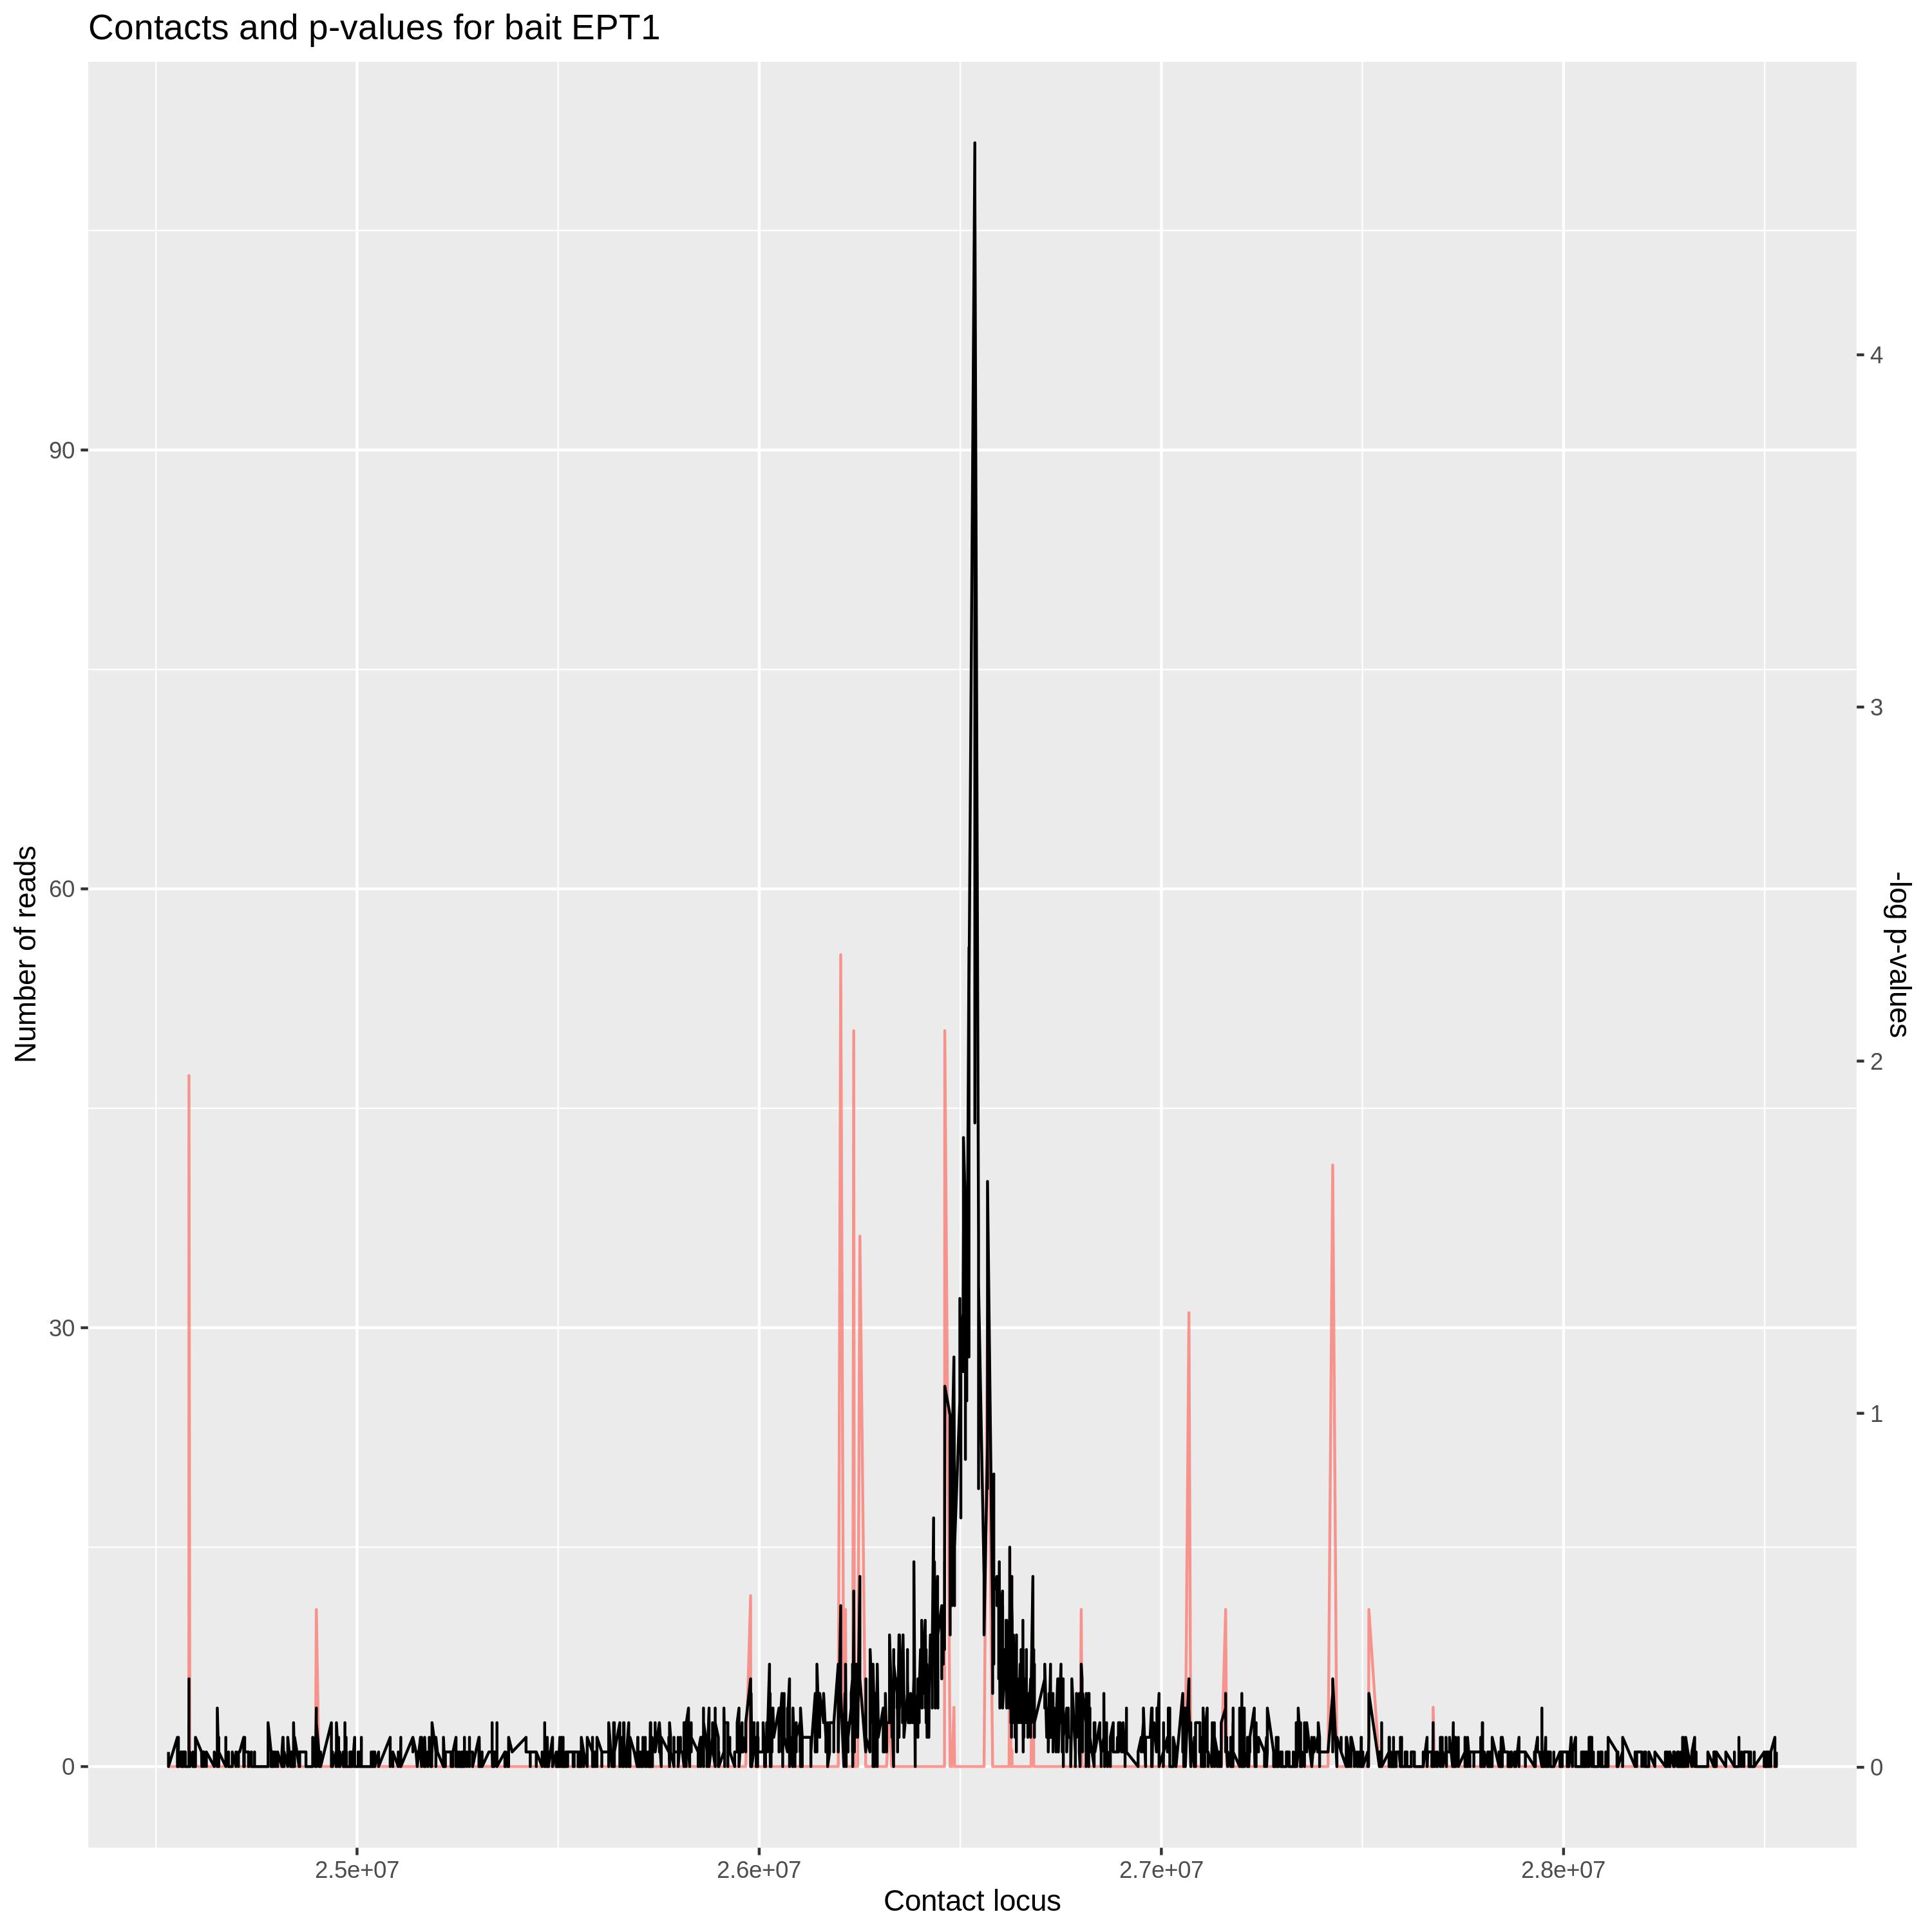 Contacts and p-values for bait EPT1
Number of reads
90
60
30
0
4
3
2
1
0
-log p-values
2.5e+07
2.6e+07
2.7e+07
2.8e+07
Contact locus